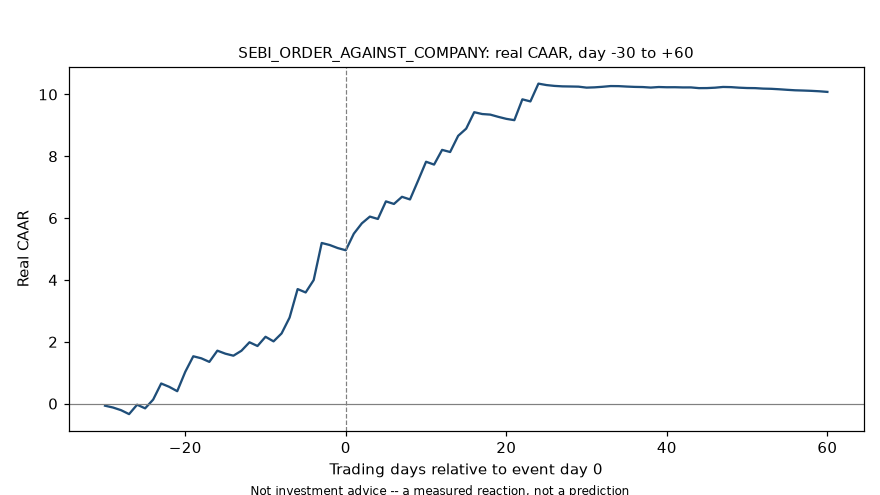 SEBI_ORDER_AGAINST_COMPANY: real CAAR, day -30 to +60
Real CAAR
10
8
6
4
2
0
−20
0
20
40
60
Trading days relative to event day 0
Not investment advice -- a measured reaction, not a prediction